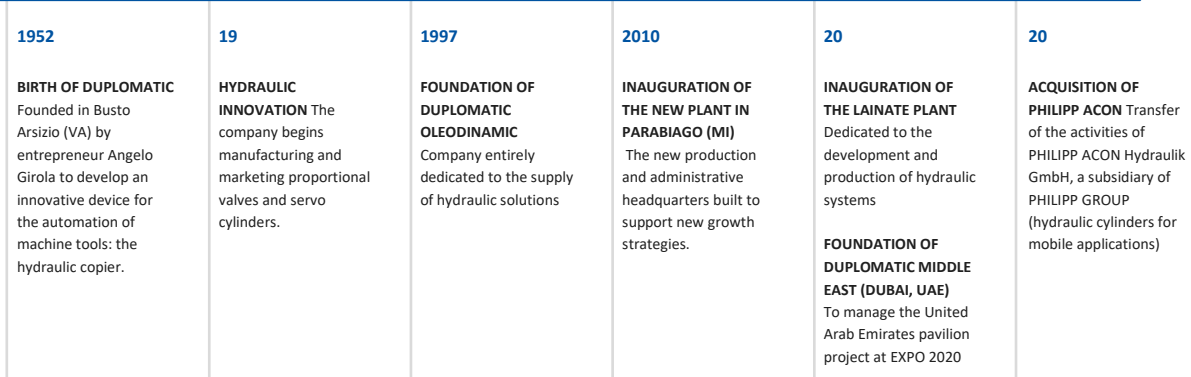 1952
BIRTH OF DUPLOMATIC
Founded in Busto
Arsizio (VA) by
entrepreneur Angelo
Girola to develop an
innovative device for
the automation of
machine tools: the
hydraulic copier.
19
HYDRAULIC
INNOVATION The
company begins
manufacturing and
marketing proportional
valves and servo
cylinders.
1997
FOUNDATION OF
DUPLOMATIC
OLEODINAMIC
Company entirely
dedicated to the supply
of hydraulic solutions
2010
INAUGURATION OF
THE NEW PLANT IN
PARABIAGO (MI)
The new production
and administrative
headquarters built to
support new growth
strategies.
20
INAUGURATION OF
THE LAINATE PLANT
Dedicated to the
development and
production of hydraulic
systems
FOUNDATION OF
DUPLOMATIC MIDDLE
EAST (DUBAI, UAE)
To manage the United
Arab Emirates pavilion
project at EXPO 2020
20
ACQUISITION OF
PHILIPP ACON Transfer
of the activities of
PHILIPP ACON Hydraulik
GmbH, a subsidiary of
PHILIPP GROUP
(hydraulic cylinders for
mobile applications)